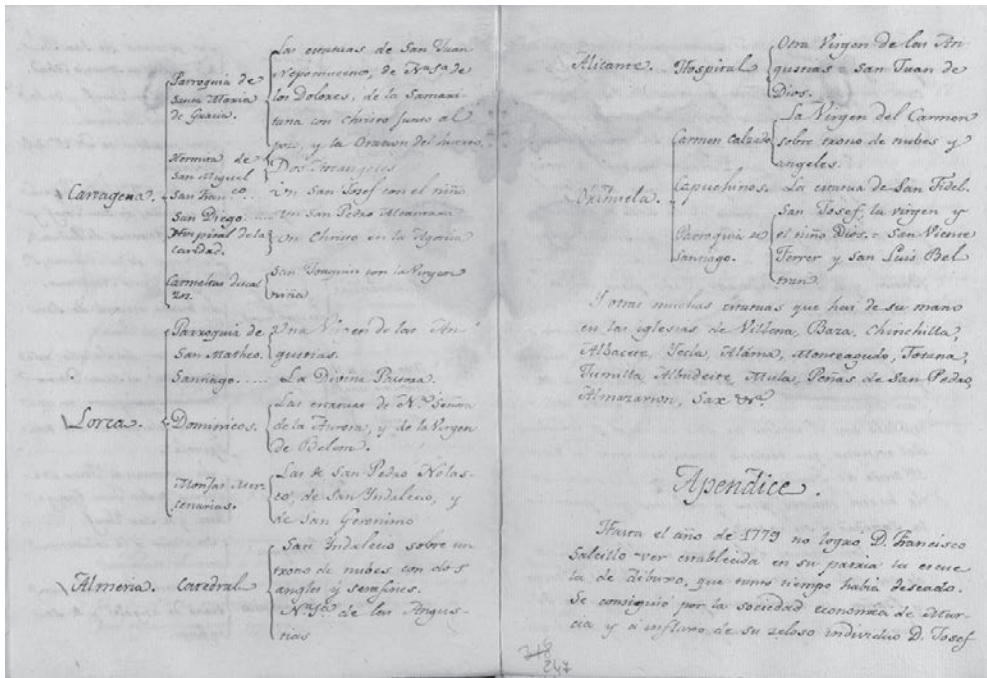 Cartagena.
Parroquia de
Santa Maria
de Gracia.
Las estatuas de San Juan
Nepomuceno, de Nª Sª de
los Dolores, de la Samari-
tana con Christo junto al
pozo, y la Oracion del huerto.
Hermita de
San Miguel
Dos Arcangeles
San Fran.co
Un San Josef con el niño
San Diego ....
Un San Pedro Alcantara
Hospital de la
caridad.
Un Christo en la Agonia
Carmelitas descal
zos.
San Joaquin con la Virgen
niña
Lorca.
Parroquia de
San Matheo.
Una Virgen de las An-
gustias.
Santiago.....
La Divina Pastora.
Dominicos.
Las estatuas de Nª Señora
de la Aurora, y de la Virgen
de Belem.
Monjas Mer-
cenarias.
Las de San Pedro Nolas-
co, de San Yndalecio, y
de San Geronimo
Almeria.
Catedral
San Yndalecio sobre un
trono de nubes con dos
angeles y serafines.
Nª Sª de las Angus-
tias
Alicante.
Hospital
Otra Virgen de las An-
gustias = San Juan de
Dios.
Orihuela.
Carmen Calzado
La Virgen del Carmen
sobre trono de nubes y
angeles.
Capuchinos.
La estatua de San Fidel.
Parroquia de
Santiago.
San Josef, la virgen y
el niño Dios. = San Vicente
Ferrer y San Luis Bel
tran.
Y otras muchas estatuas que hai de su mano
en las iglesias de Villena, Baza, Chinchilla,
Albacete, Yecla, Aláma, Monteagudo, Totana,
Jumilla Albudeite, Mula, Peñas de San Pedro,
Almazarron, Sax &ª.
Apendice.
Hasta el año de 1779 no logro D. Francisco
Salcillo ver establecida en su patria la escue
la de dibuxo, que tanto tiempo habia deseado.
Se consiguió por la sociedad economica de Mur-
cia y a influxo de su zeloso individuo D. Josef
247